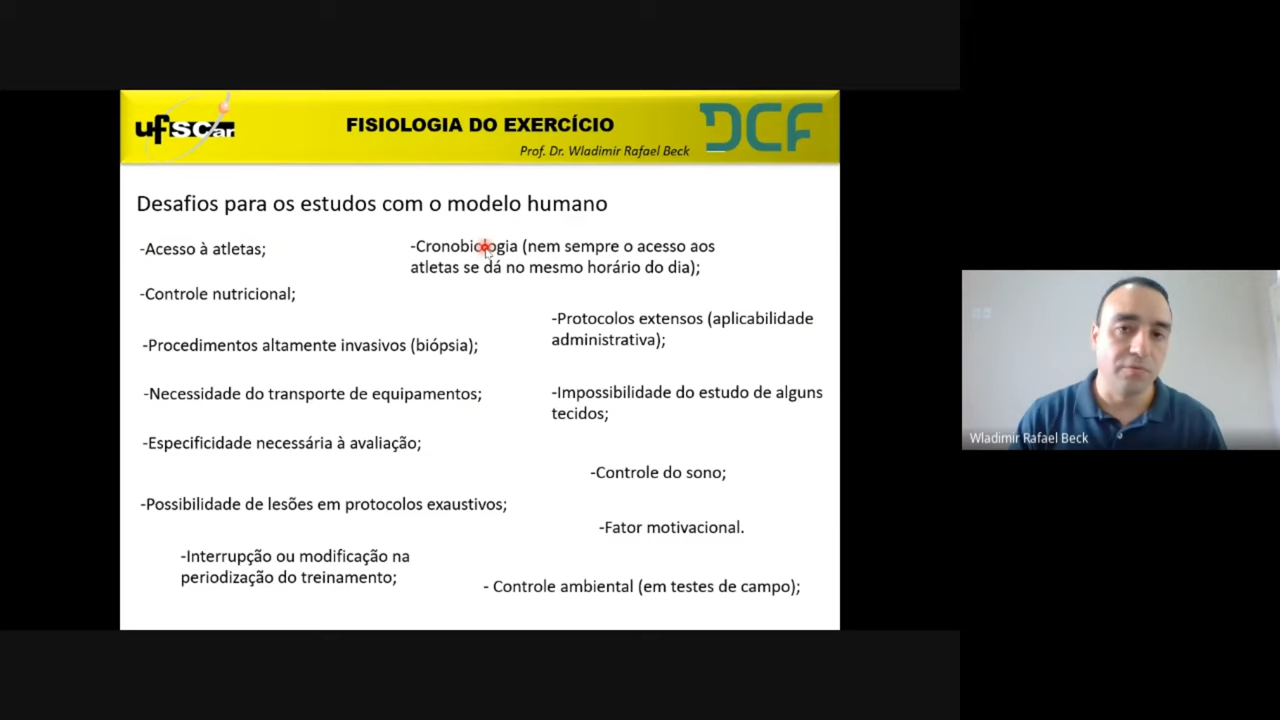 ufscar
FISIOLOGIA DO EXERCÍCIO
Prof. Dr. Wladimir Rafael Beck
DCF
Desafios para os estudos com o modelo humano
-Acesso à atletas;
-Controle nutricional;
-Procedimentos altamente invasivos (biópsia);
-Necessidade do transporte de equipamentos;
-Especificidade necessária à avaliação;
-Possibilidade de lesões em protocolos exaustivos;
-Interrupção ou modificação na
periodização do treinamento;
-Cronobiologia (nem sempre o acesso aos
atletas se dá no mesmo horário do dia);
-Protocolos extensos (aplicabilidade
administrativa);
-Impossibilidade do estudo de alguns
tecidos;
-Controle do sono;
-Fator motivacional.
- Controle ambiental (em testes de campo);
Wladimir Rafael Beck